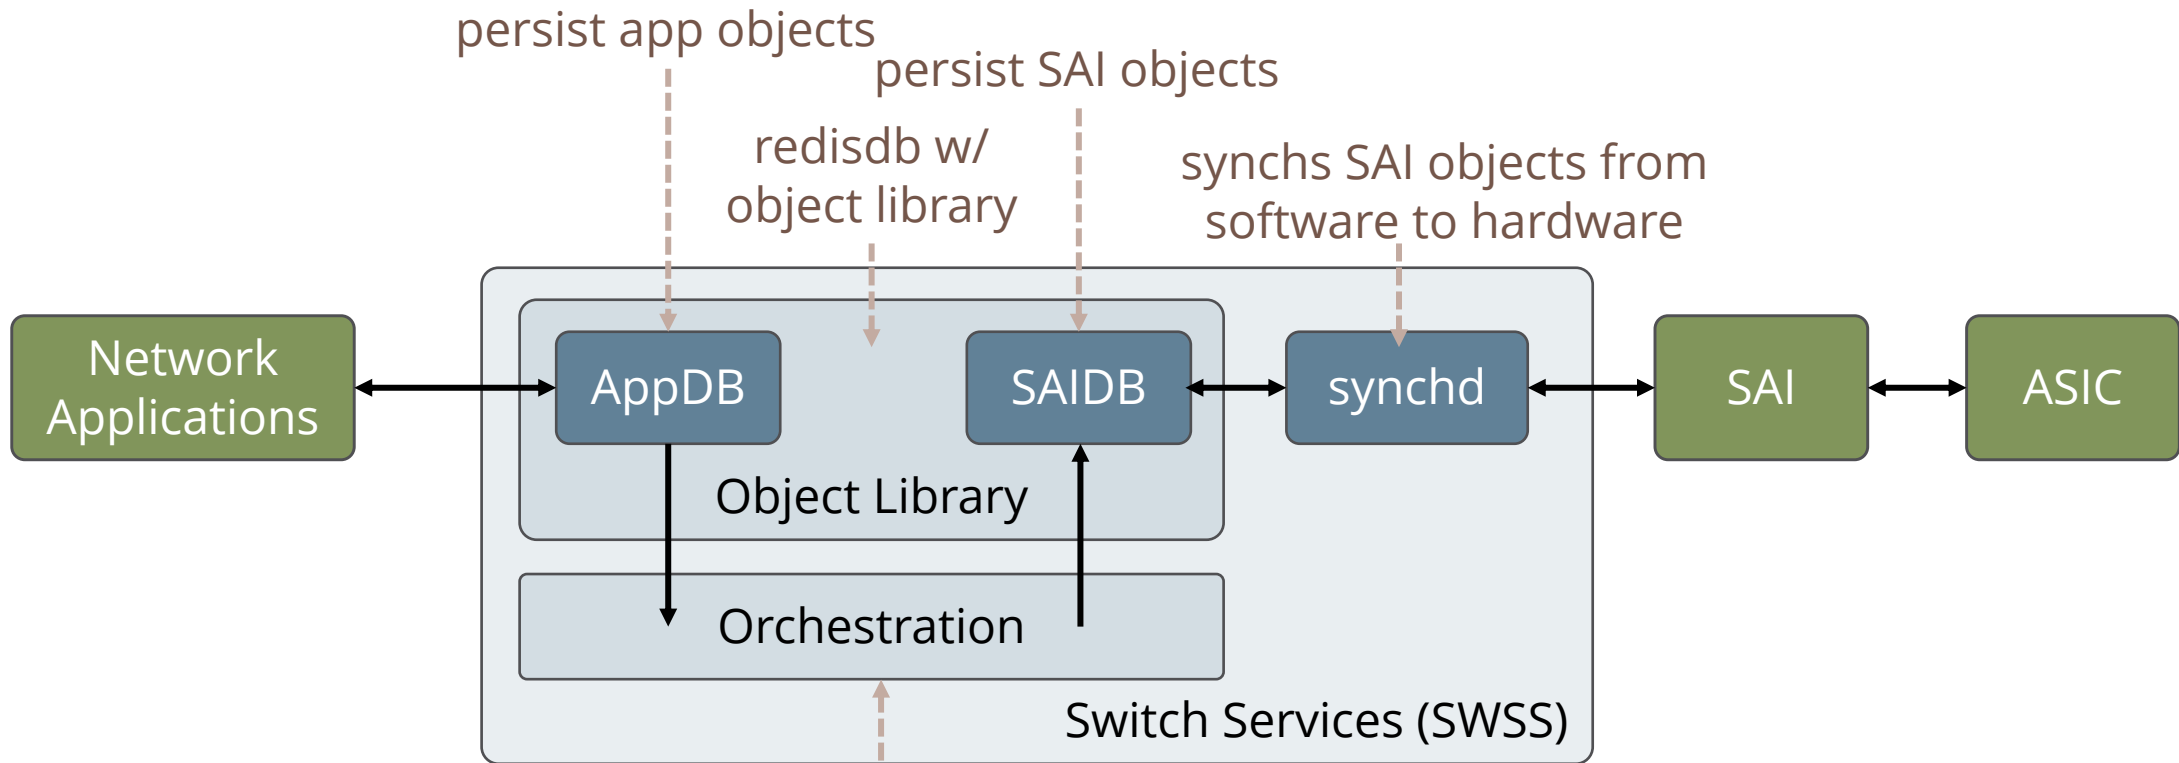 persist app objects
persist SAI objects
redisdb w/
object library
synchs SAI objects from
software to hardware
Network
Applications
AppDB
SAIDB
synchd
SAI
ASIC
Object Library
Orchestration
Switch Services (SWSS)